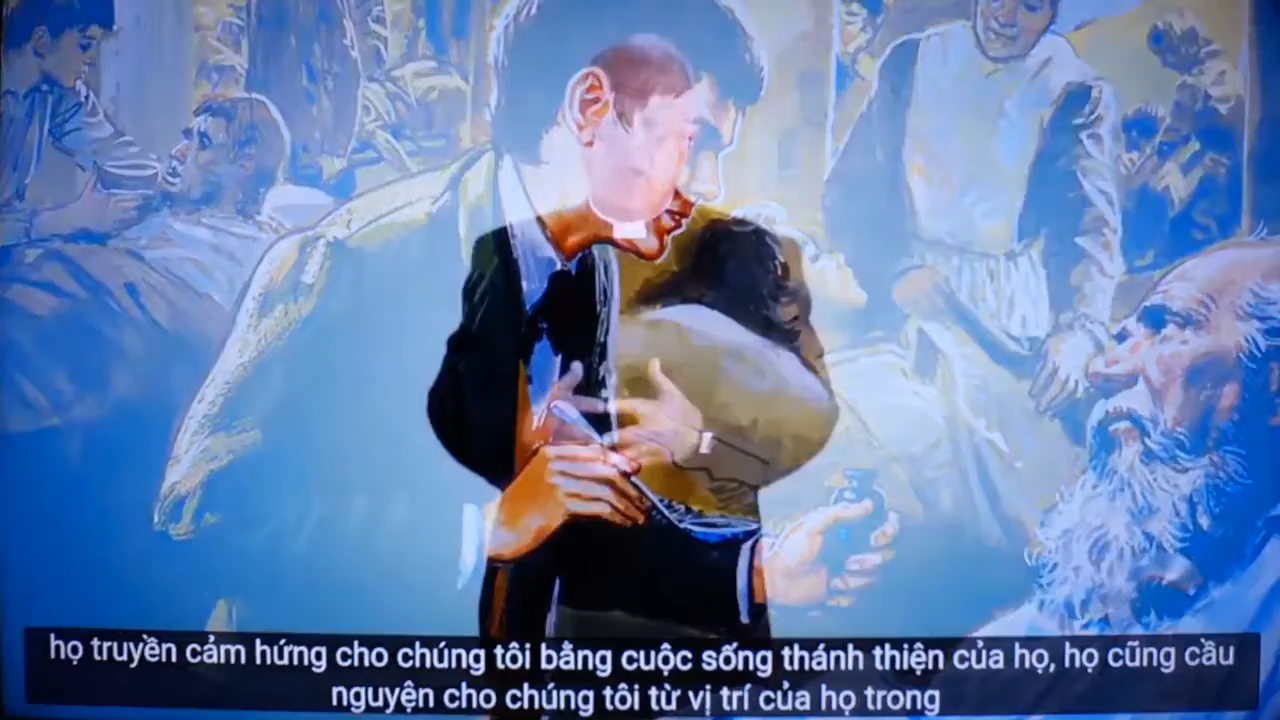 họ truyền cảm hứng cho chúng tôi bằng cuộc sống thánh thiện của họ, họ cũng cầu
nguyện cho chúng tôi từ vị trí của họ trong